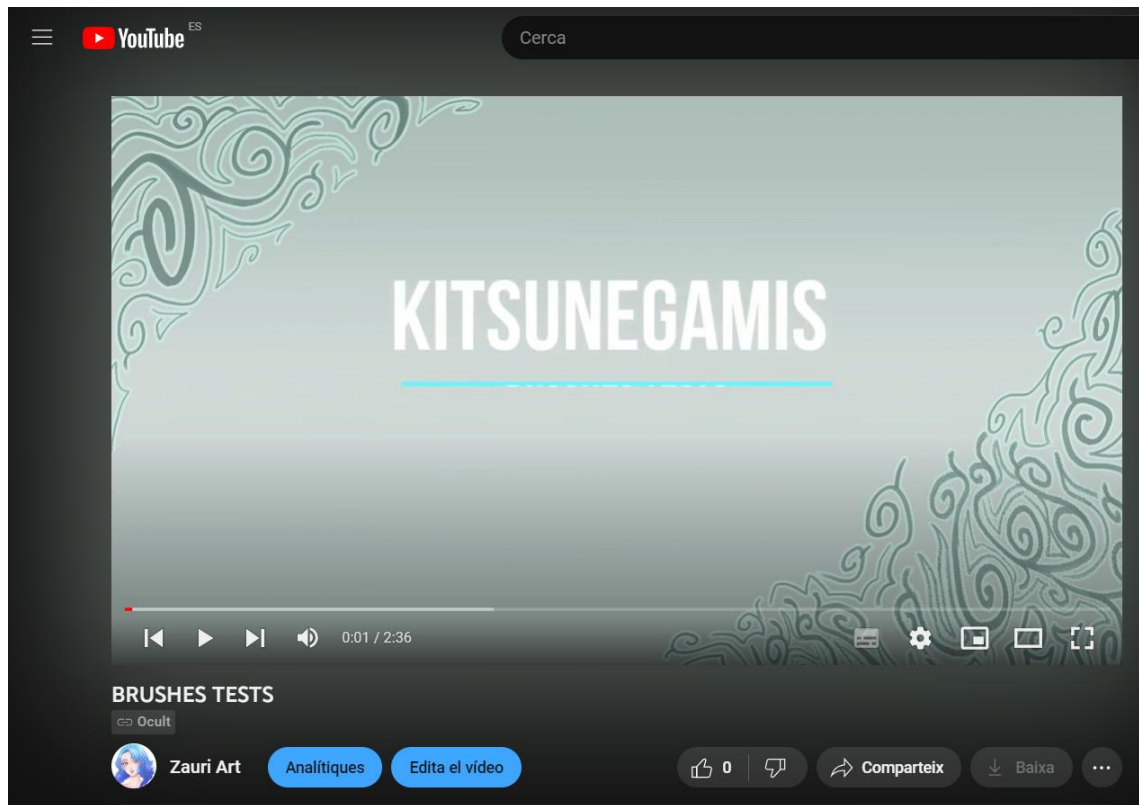 YouTube ES
Cerca
KITSUNEGAMIS
0:01 / 2:36
BRUSHES TESTS
Ocult
Zauri Art
Analítiques
Edita el vídeo
0
Comparteix
Baixa